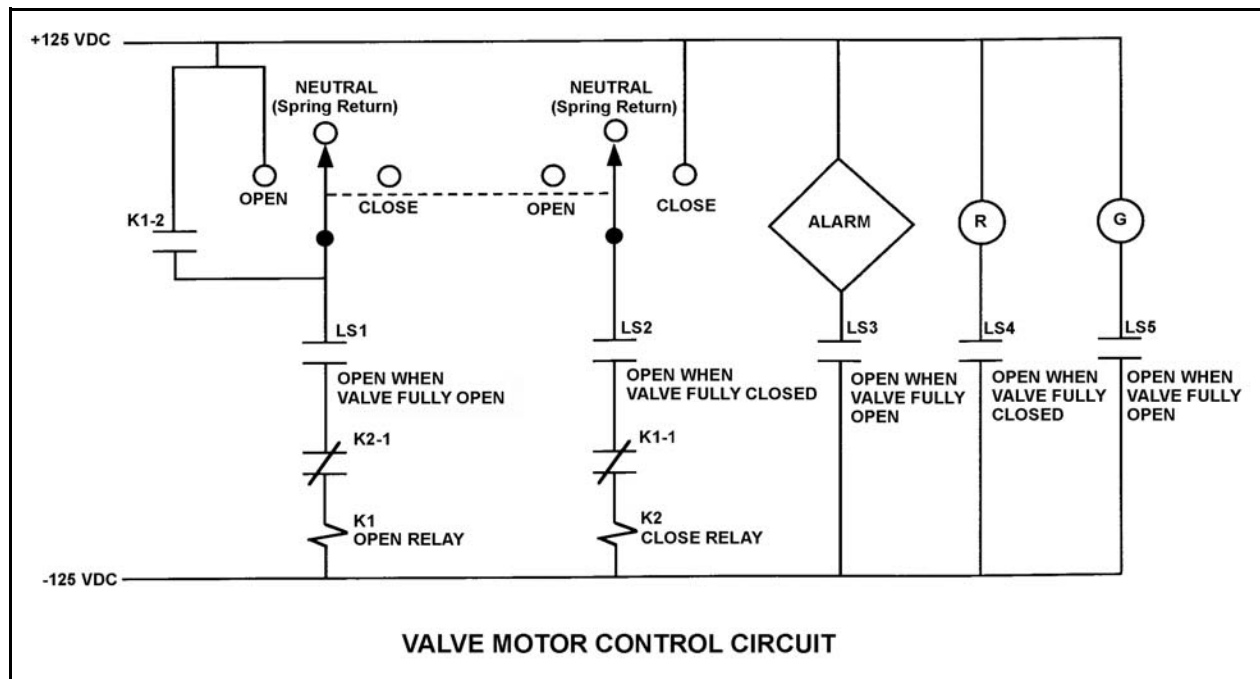 +125 VDC
NEUTRAL
(Spring Return)
NEUTRAL
(Spring Return)
OPEN
CLOSE
OPEN
CLOSE
K1-2
ALARM
R
G
LS1
OPEN WHEN
VALVE FULLY OPEN
LS2
OPEN WHEN
VALVE FULLY CLOSED
LS3
OPEN WHEN
VALVE FULLY
OPEN
LS4
OPEN WHEN
VALVE FULLY
CLOSED
LS5
OPEN WHEN
VALVE FULLY
OPEN
K2-1
K1-1
K1
OPEN RELAY
K2
CLOSE RELAY
-125 VDC
VALVE MOTOR CONTROL CIRCUIT